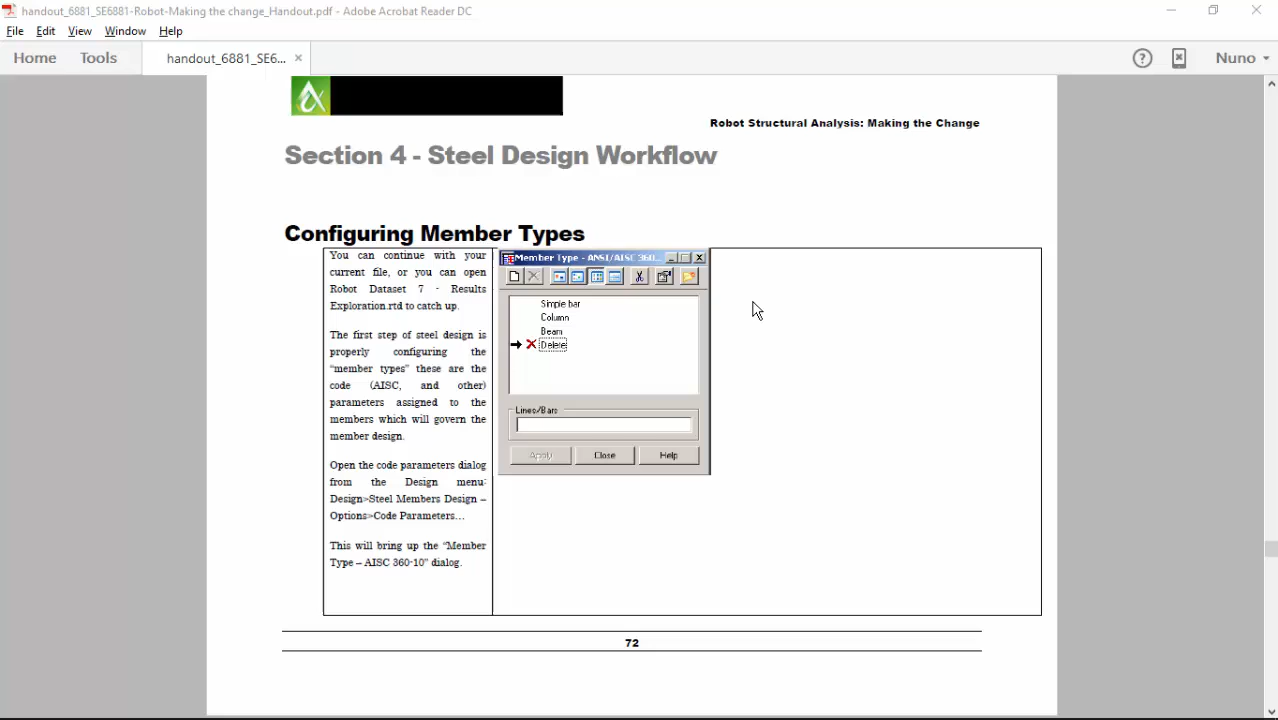 handout_6881_SE6881-Robot-Making the change_Handout.pdf - Adobe Acrobat Reader DC
File Edit View Window Help
Home Tools handout_6881_SE6... × Nuno
Robot Structural Analysis: Making the Change
Section 4 - Steel Design Workflow
Configuring Member Types
You can continue with your
current file, or you can open
Robot Dataset 7 - Results
Exploration.rtd to catch up.
The first step of steel design is
properly configuring the
"member types" these are the
code (AISC, and other)
parameters assigned to the
members which will govern the
member design.
Open the code parameters dialog
from the Design menu:
Design>Steel Members Design –
Options>Code Parameters...
This will bring up the "Member
Type – AISC 360-10" dialog.
Member Type - ANSI/AISC 360...
Simple bar
Column
Beam
Delete
Lines/Bars
Apply Close Help
72